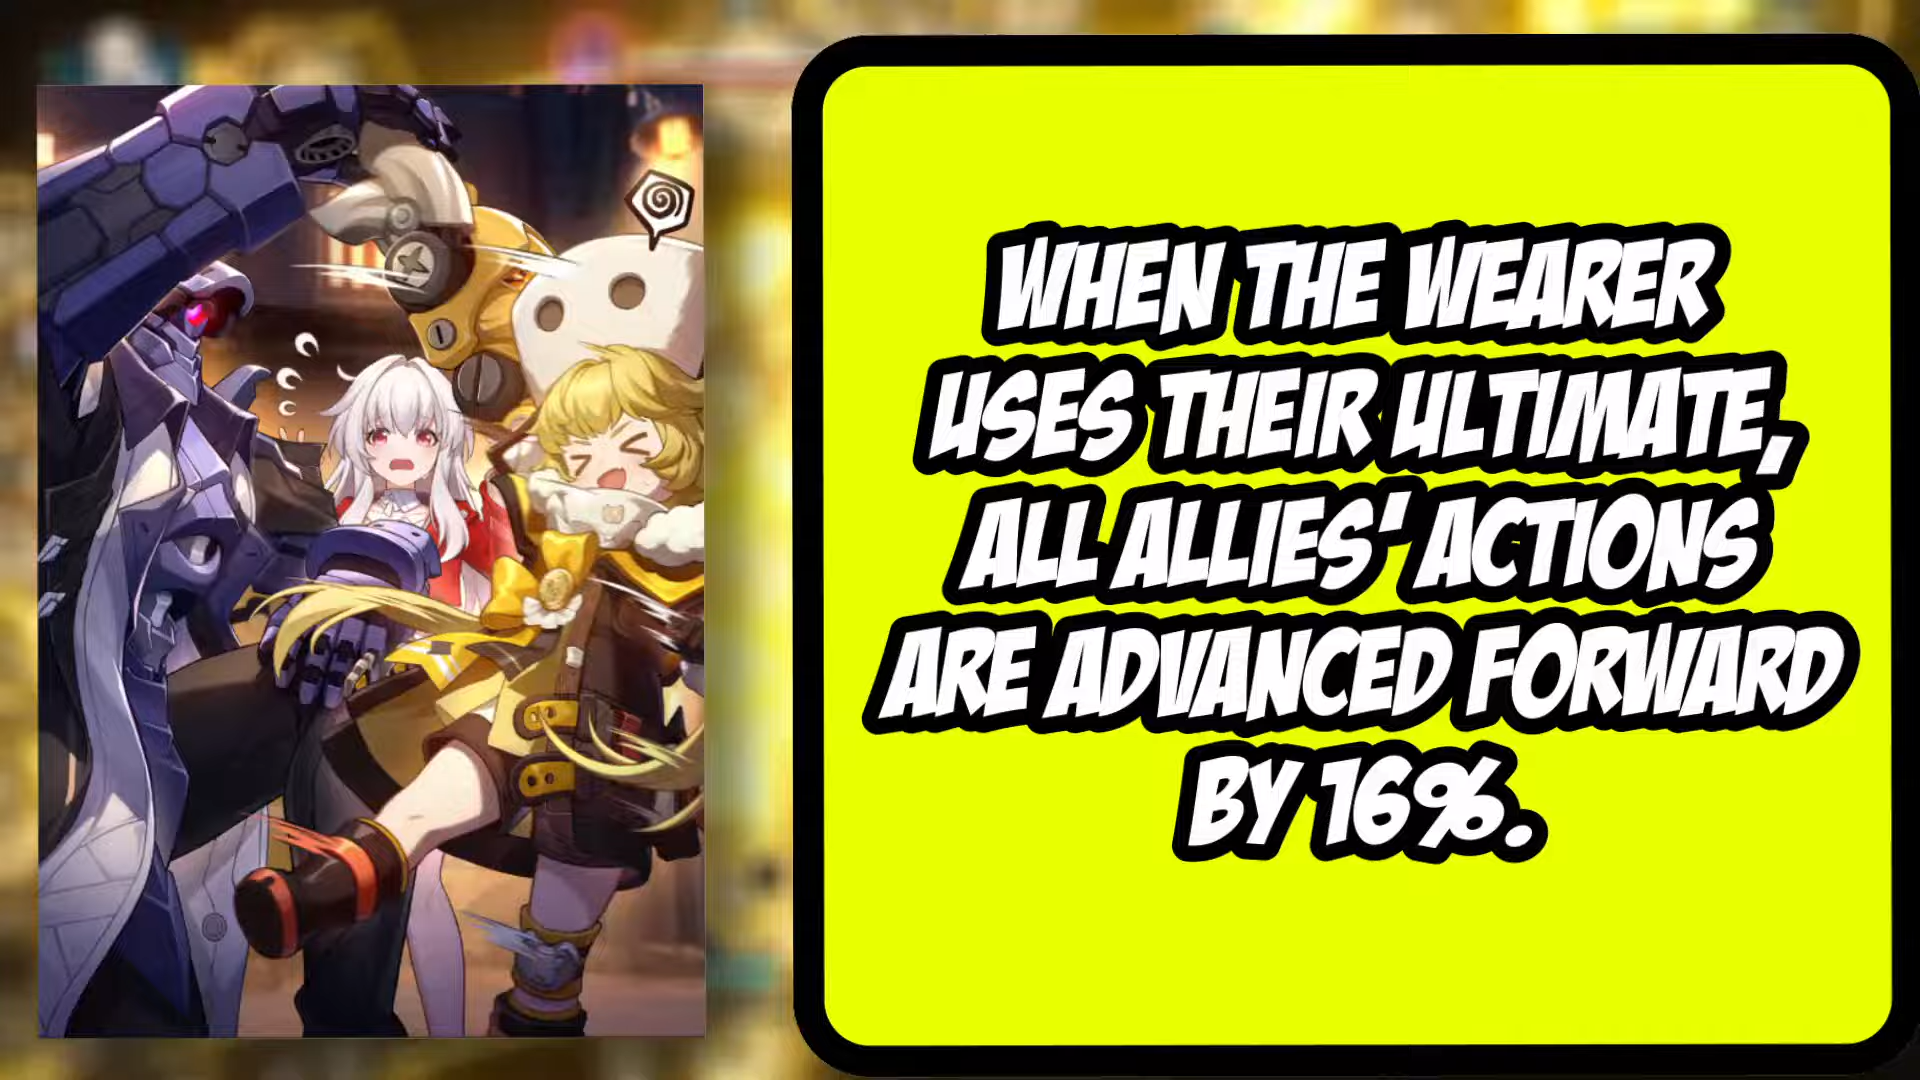 WHEN THE WEARER
USES THEIR ULTIMATE,
ALL ALLIES' ACTIONS
ARE ADVANCED FORWARD
BY 16%.